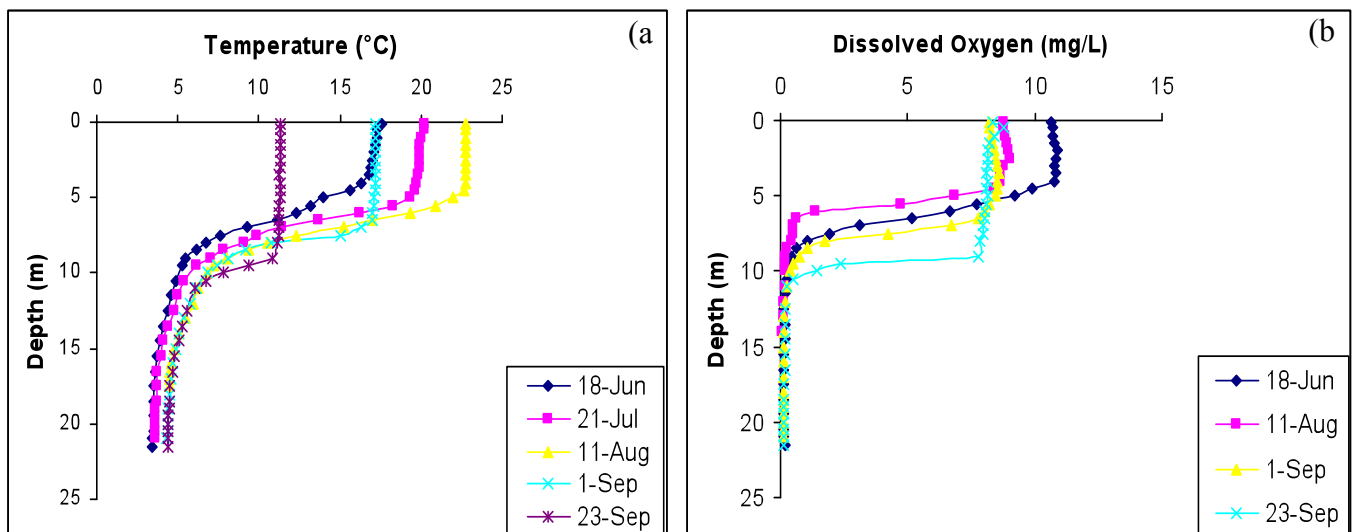 (a
Temperature (°C)
0 5 10 15 20 25
0
5
10
15
20
25
Depth (m)
18-Jun
21-Jul
11-Aug
1-Sep
23-Sep
(b
Dissolved Oxygen (mg/L)
0 5 10 15
0
5
10
15
20
25
Depth (m)
18-Jun
11-Aug
1-Sep
23-Sep